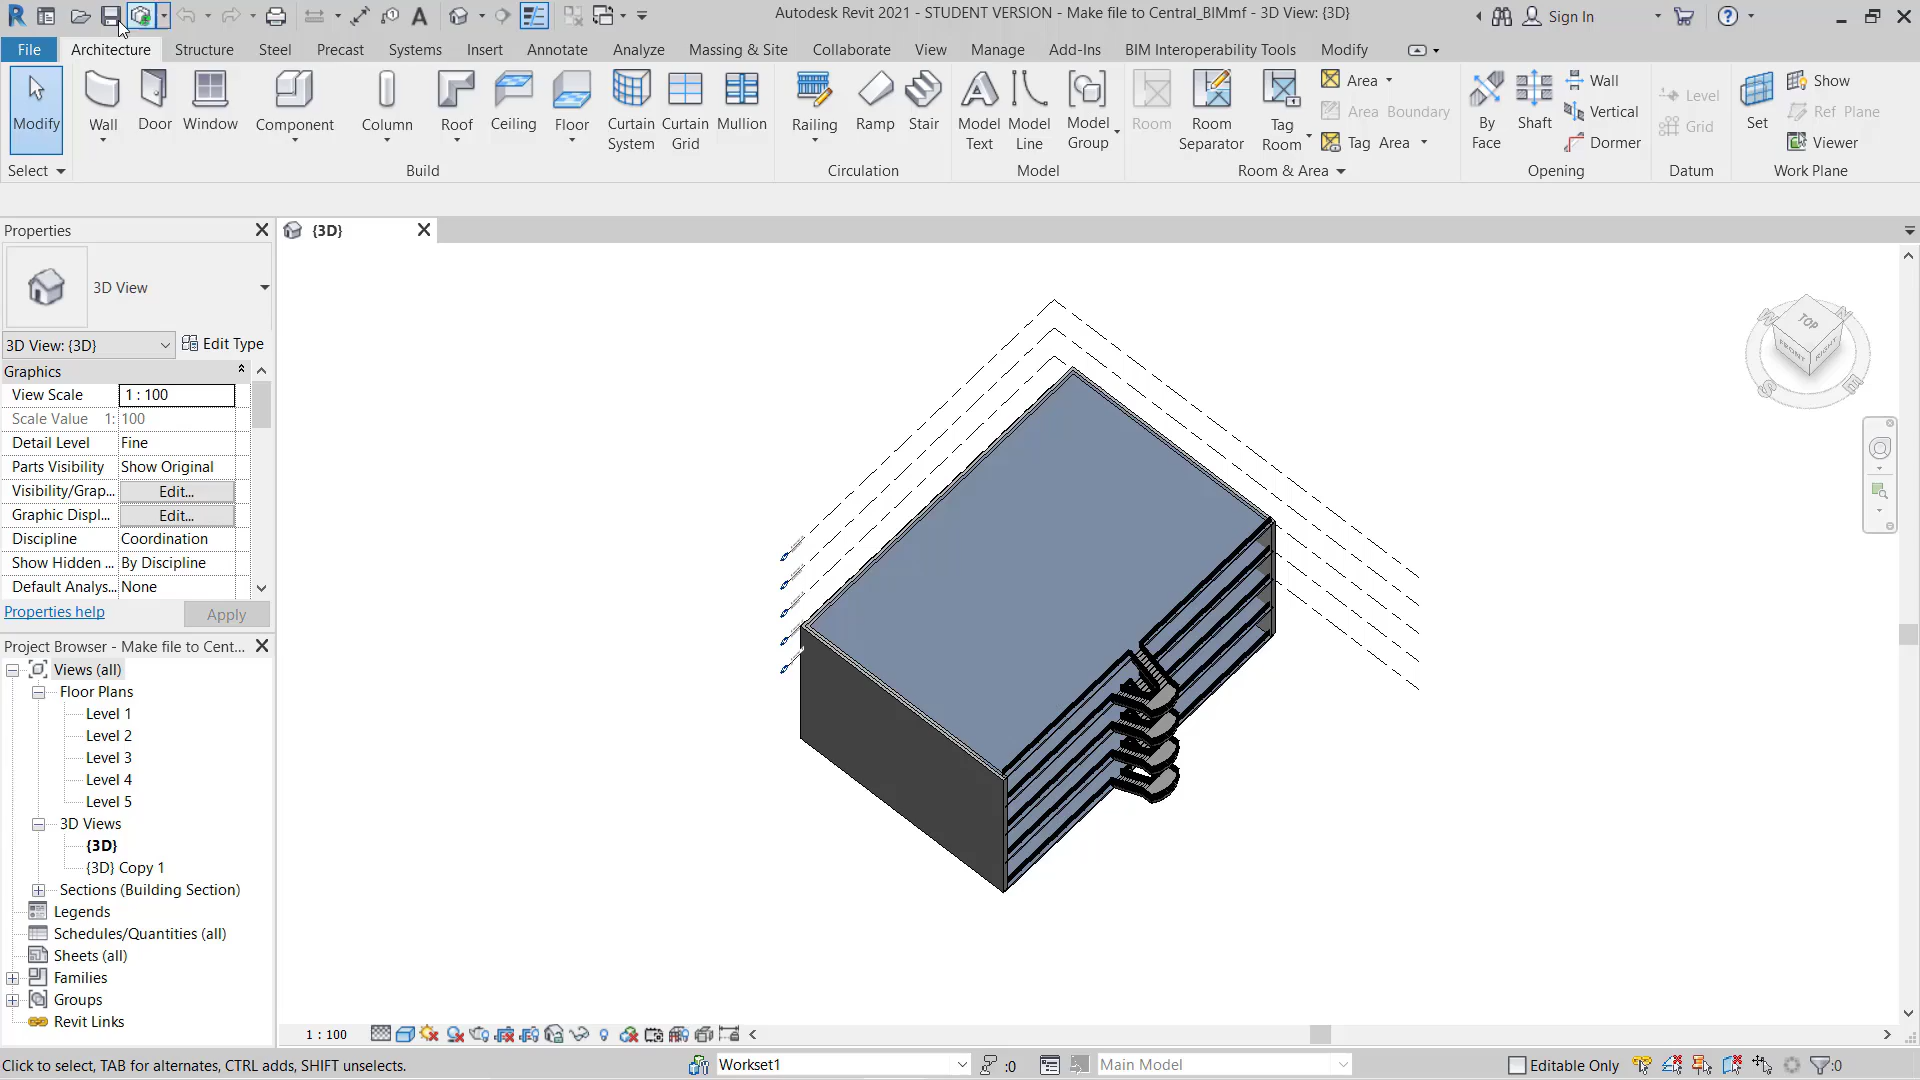 Autodesk Revit 2021 - STUDENT VERSION - Make file to Central_BIMmf - 3D View: {3D}
Sign In
File Architecture Structure Steel Precast Systems Insert Annotate Analyze Massing & Site Collaborate View Manage Add-Ins BIM Interoperability Tools Modify
Modify
Wall
Door
Window
Component
Column
Roof
Ceiling
Floor
Curtain System
Curtain Grid
Mullion
Railing
Ramp
Stair
Model Text
Model Line
Model Group
Room
Room Separator
Tag Room
Area
Area Boundary
Tag Area
By Face
Shaft
Wall
Vertical
Dormer
Level
Grid
Set
Show
Ref Plane
Viewer
Select
Build
Circulation
Model
Room & Area
Opening
Datum
Work Plane
Properties
{3D}
3D View
3D View: {3D}
Edit Type
Graphics
View Scale 1 : 100
Scale Value 1: 100
Detail Level Fine
Parts Visibility Show Original
Visibility/Grap... Edit...
Graphic Displ... Edit...
Discipline Coordination
Show Hidden ... By Discipline
Default Analys... None
Properties help
Apply
Project Browser - Make file to Cent...
Views (all)
Floor Plans
Level 1
Level 2
Level 3
Level 4
Level 5
3D Views
{3D}
{3D} Copy 1
Sections (Building Section)
Legends
Schedules/Quantities (all)
Sheets (all)
Families
Groups
Revit Links
TOP
FRONT
RIGHT
W
N
S
E
1 : 100
Click to select, TAB for alternates, CTRL adds, SHIFT unselects.
Workset1
:0
Main Model
Editable Only
:0